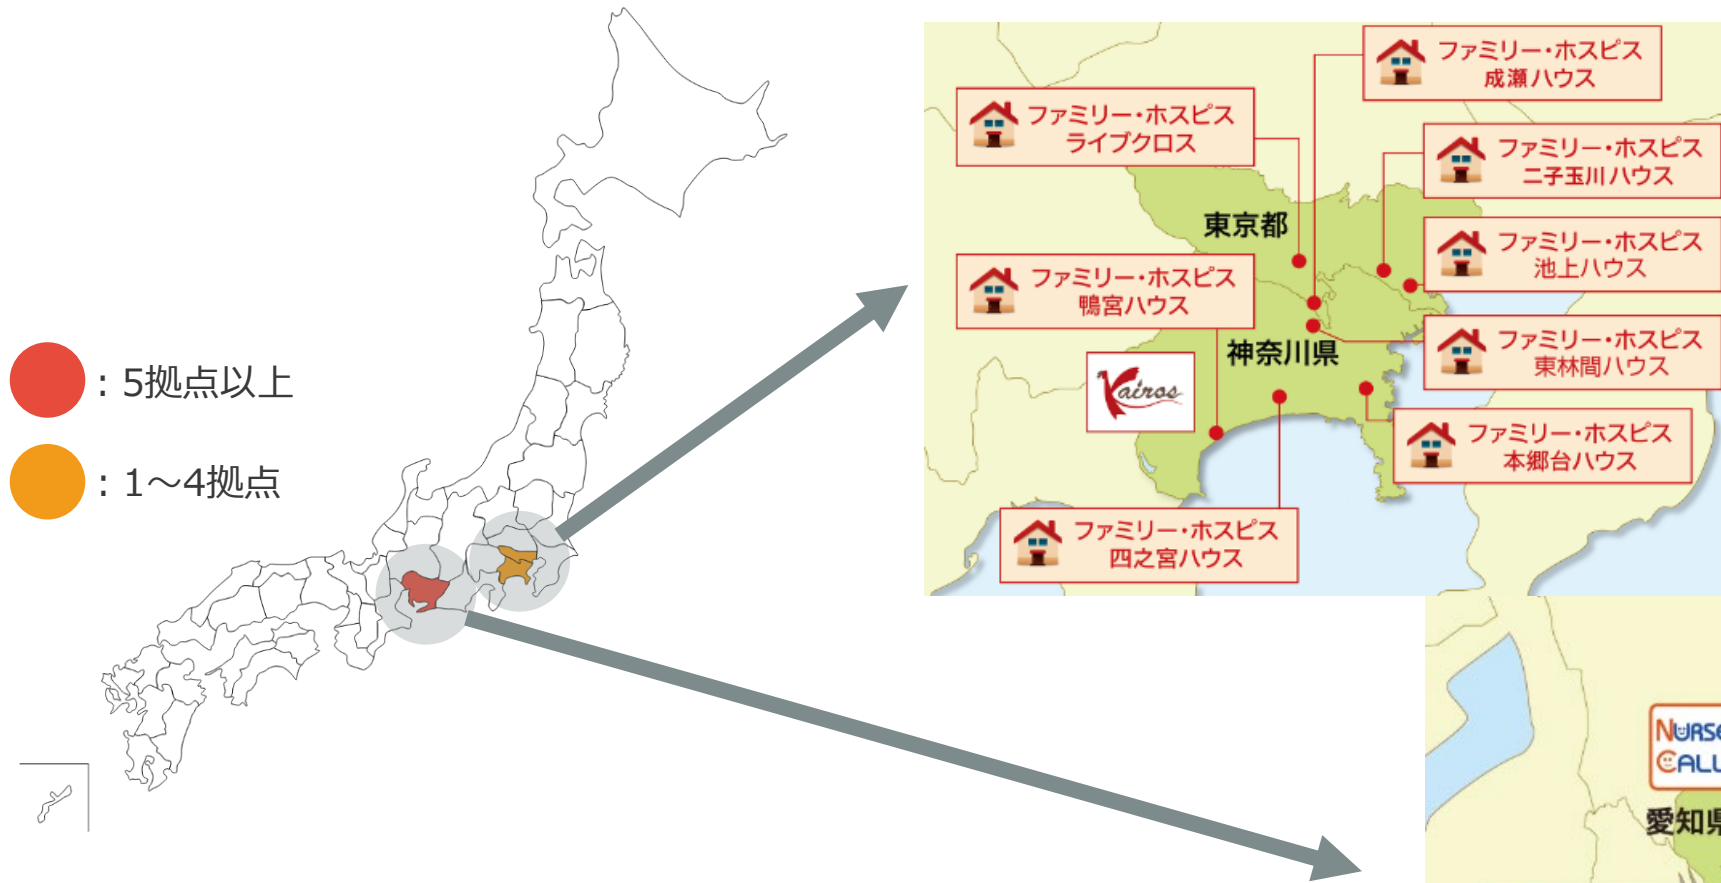 : 5拠点以上
: 1～4拠点
ファミリー・ホスピス
成瀬ハウス
ファミリー・ホスピス
ライブクロス
ファミリー・ホスピス
二子玉川ハウス
東京都
ファミリー・ホスピス
池上ハウス
ファミリー・ホスピス
鴨宮ハウス
神奈川県
ファミリー・ホスピス
東林間ハウス
Kairos
ファミリー・ホスピス
本郷台ハウス
ファミリー・ホスピス
四之宮ハウス
NURSE
CALL
愛知県